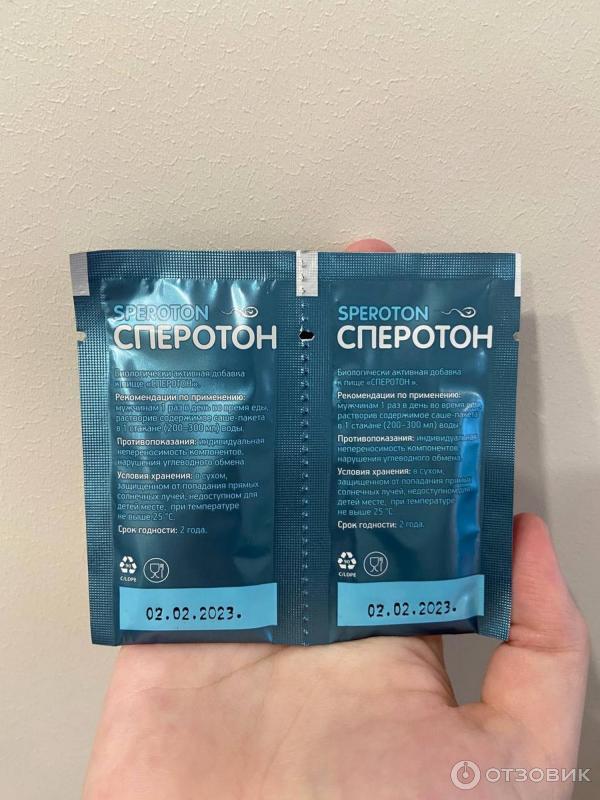 SPEROTON
СПЕРОТОН
Биологически активная добавка
к пище «СПЕРОТОН».
Рекомендации по применению:
мужчинам 1 раз в день во время еды,
растворив содержимое саше-пакета
в 1 стакане (200–300 мл) воды.
Противопоказания: индивидуальная
непереносимость компонентов,
нарушения углеводного обмена
Условия хранения: в сухом,
защищенном от попадания прямых
солнечных лучей, недоступном для
детей месте, при температуре
не выше 25 °С.
Срок годности: 2 года.
90
C/LDPE
02.02.2023.
SPEROTON
СПЕРОТОН
Биологически активная добавка
к пище «СПЕРОТОН».
Рекомендации по применению:
мужчинам 1 раз в день во время еды,
растворив содержимое саше-пакета
в 1 стакане (200–300 мл) воды.
Противопоказания: индивидуальная
непереносимость компонентов,
нарушения углеводного обмена
Условия хранения: в сухом,
защищенном от попадания прямых
солнечных лучей, недоступном для
детей месте, при температуре
не выше 25 °С.
Срок годности: 2 года.
90
C/LDPE
02.02.2023.
ОТЗОВИК